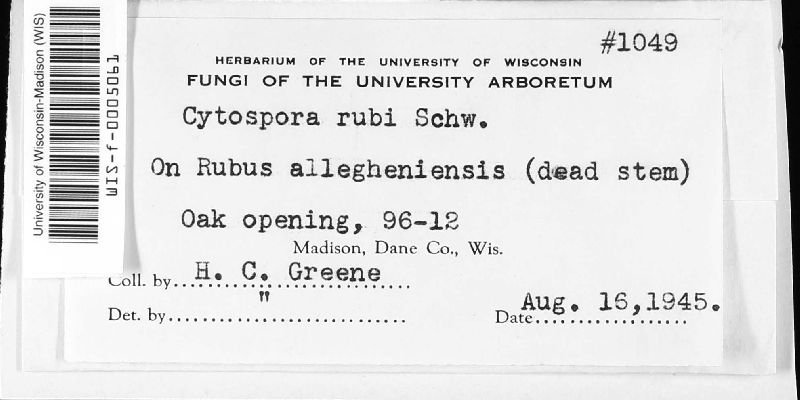 University of Wisconsin-Madison (WIS)
WIS-f-0005061
#1049
HERBARIUM OF THE UNIVERSITY OF WISCONSIN
FUNGI OF THE UNIVERSITY ARBORETUM
Cytospora rubi Schw.
On Rubus allegheniensis (dead stem)
Oak opening, 96-12
Madison, Dane Co., Wis.
Coll. by H. C. Greene
Det. by "
Date Aug. 16,1945.